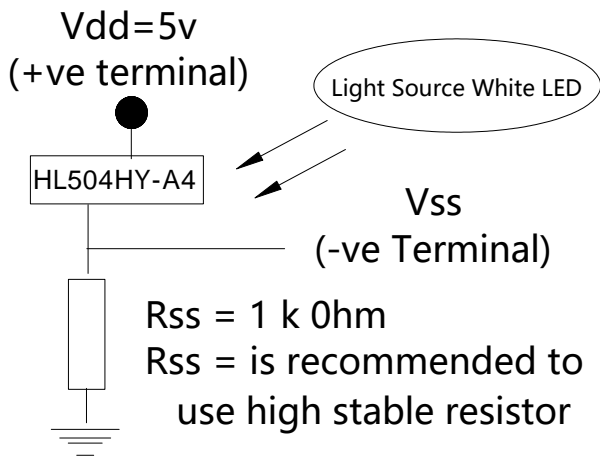 Vdd=5v
(+ve terminal)
Light Source White LED
HL504HY-A4
Vss
(-ve Terminal)
Rss = 1 k 0hm
Rss = is recommended to
use high stable resistor